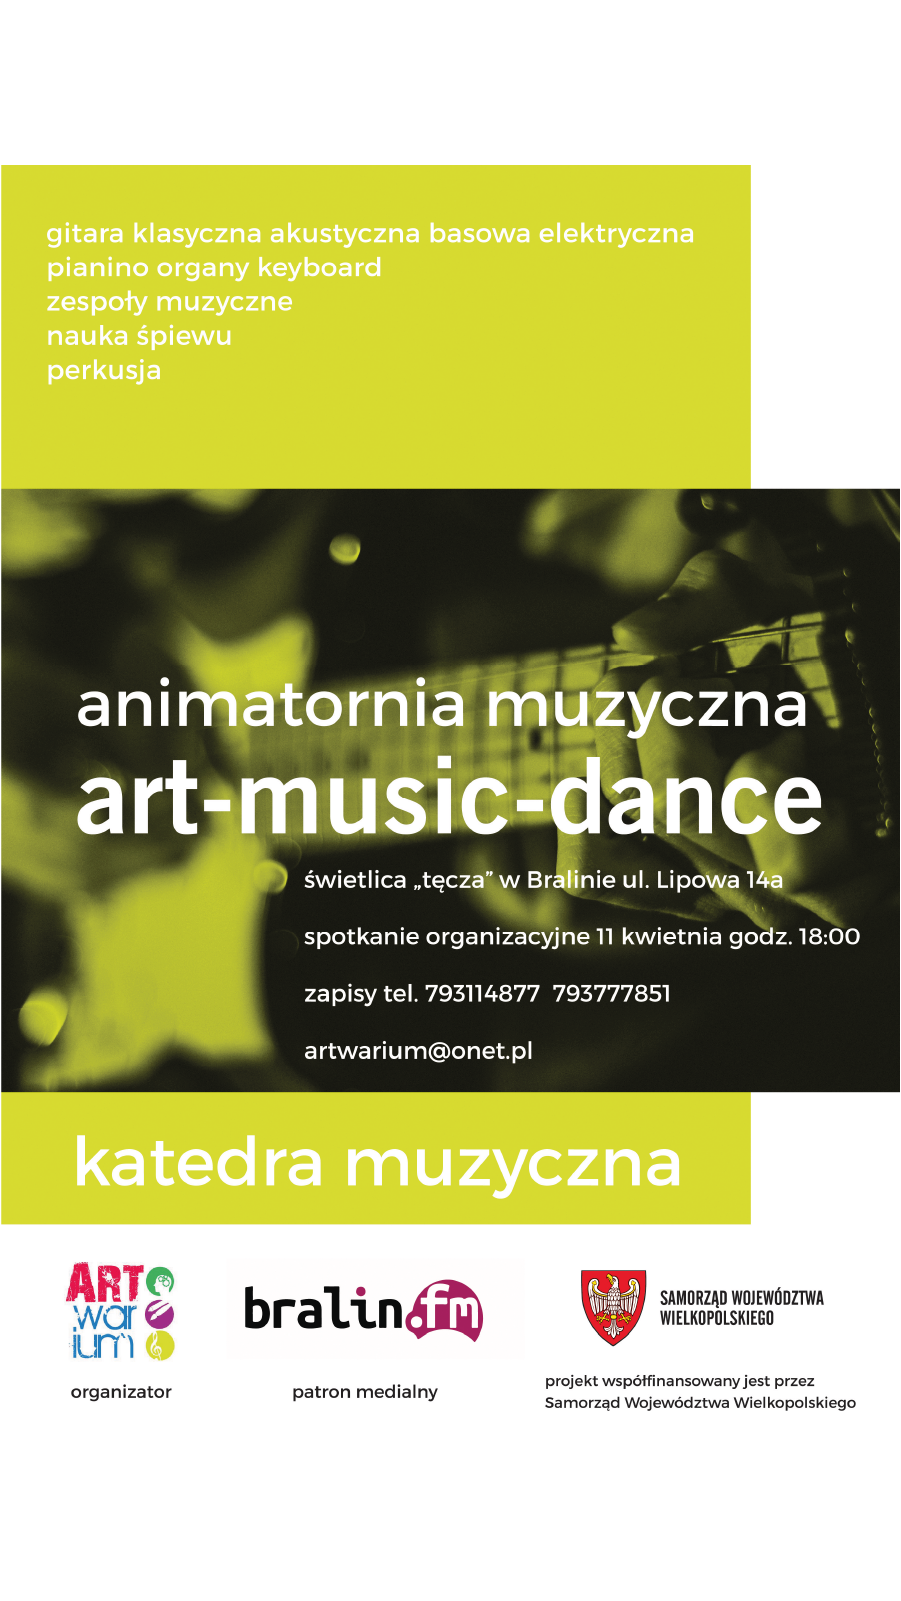 gitara klasyczna akustyczna basowa elektryczna
pianino organy keyboard
zespoły muzyczne
nauka śpiewu
perkusja
animatornia muzyczna
art-music-dance
świetlica „tęcza” w Bralinie ul. Lipowa 14a
spotkanie organizacyjne 11 kwietnia godz. 18:00
zapisy tel. 793114877  793777851
artwarium@onet.pl
katedra muzyczna
ART
war
ium
organizator
bralin.fm
patron medialny
SAMORZĄD WOJEWÓDZTWA
WIELKOPOLSKIEGO
projekt współfinansowany jest przez
Samorząd Województwa Wielkopolskiego